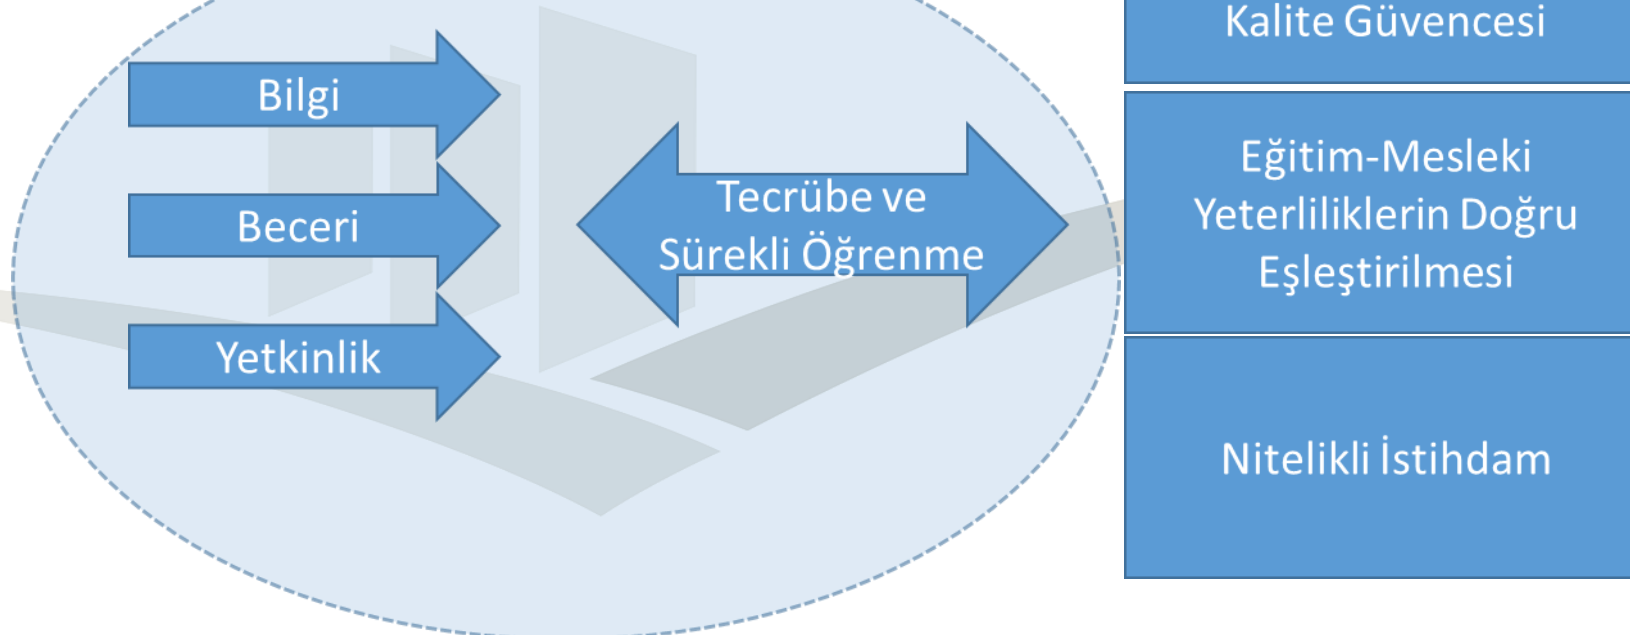 Bilgi
Beceri
Yetkinlik
Tecrübe ve
Sürekli Öğrenme
Kalite Güvencesi
Eğitim-Mesleki
Yeterliliklerin Doğru
Eşleştirilmesi
Nitelikli İstihdam